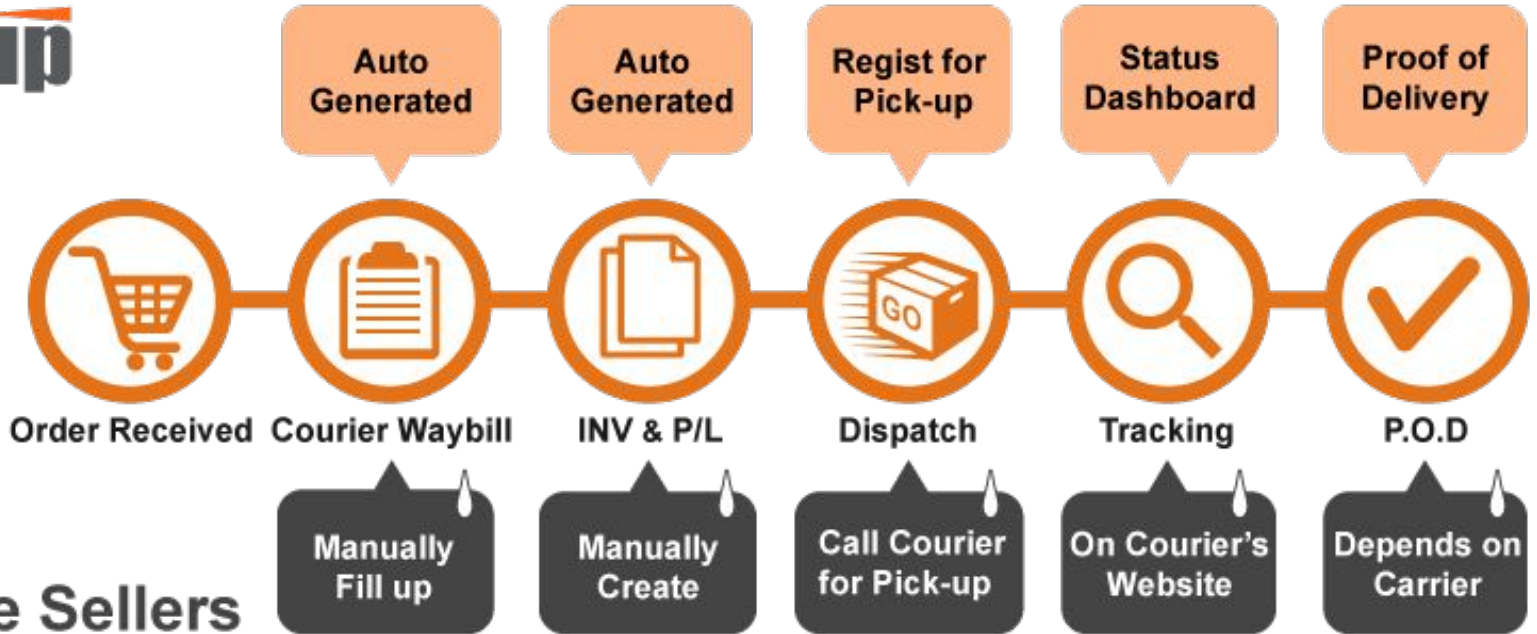 up
Auto
Generated
Auto
Generated
Regist for
Pick-up
Status
Dashboard
Proof of
Delivery
GO
Order Received
Courier Waybill
INV & P/L
Dispatch
Tracking
P.O.D
Manually
Fill up
Manually
Create
Call Courier
for Pick-up
On Courier's
Website
Depends on
Carrier
e Sellers